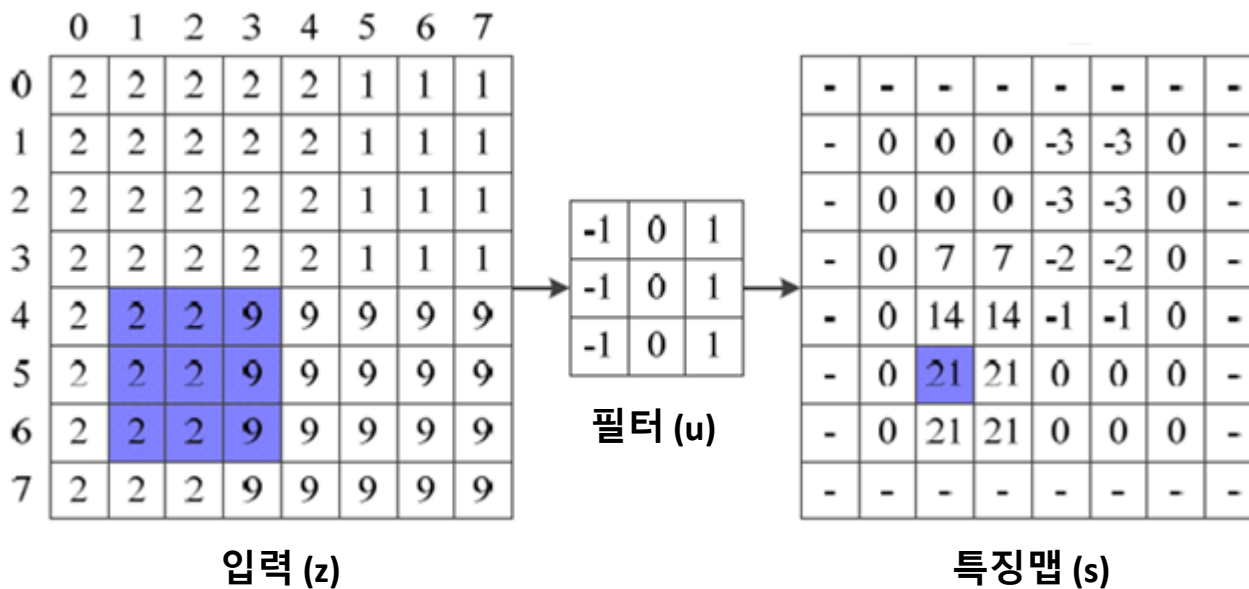 0 1 2 3 4 5 6 7
0 2 2 2 2 2 1 1 1
1 2 2 2 2 2 1 1 1
2 2 2 2 2 2 1 1 1
3 2 2 2 2 2 1 1 1
4 2 2 2 9 9 9 9 9
5 2 2 2 9 9 9 9 9
6 2 2 2 9 9 9 9 9
7 2 2 2 9 9 9 9 9
입력 (z)
-1 0 1
-1 0 1
-1 0 1
필터 (u)
- - - - - - - -
- 0 0 0 -3 -3 0 -
- 0 0 0 -3 -3 0 -
- 0 7 7 -2 -2 0 -
- 0 14 14 -1 -1 0 -
- 0 21 21 0 0 0 -
- 0 21 21 0 0 0 -
- - - - - - - -
특징맵 (s)